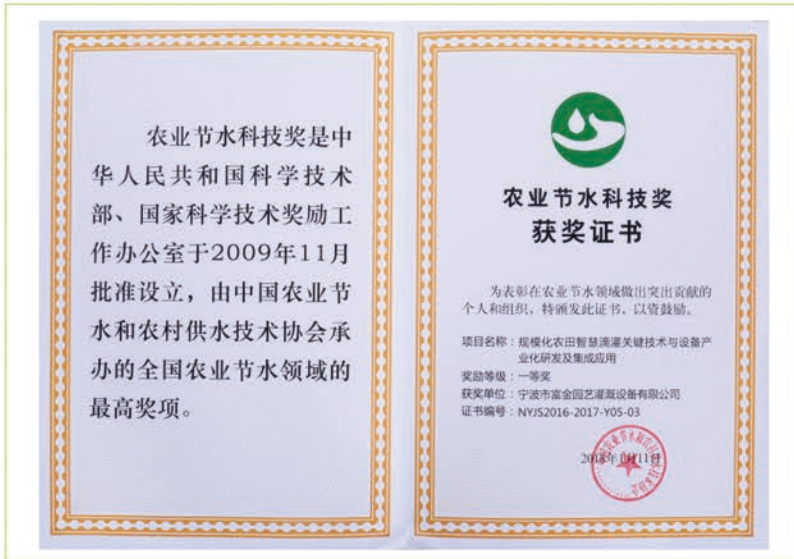 农业节水科技奖是中
华人民共和国科学技术
部、国家科学技术奖励工
作办公室于2009年11月
批准设立，由中国农业节
水和农村供水技术协会承
办的全国农业节水领域的
最高奖项。
农业节水科技奖
获奖证书
为表彰在农业节水领域做出突出贡献的
个人和组织，特颁发此证书，以资鼓励。
项目名称：规模化农田智慧滴灌关键技术与设备产
业化研发及集成应用
奖励等级：一等奖
获奖单位：宁波市富金园艺灌溉设备有限公司
证书编号：NYJS2016-2017-Y05-03